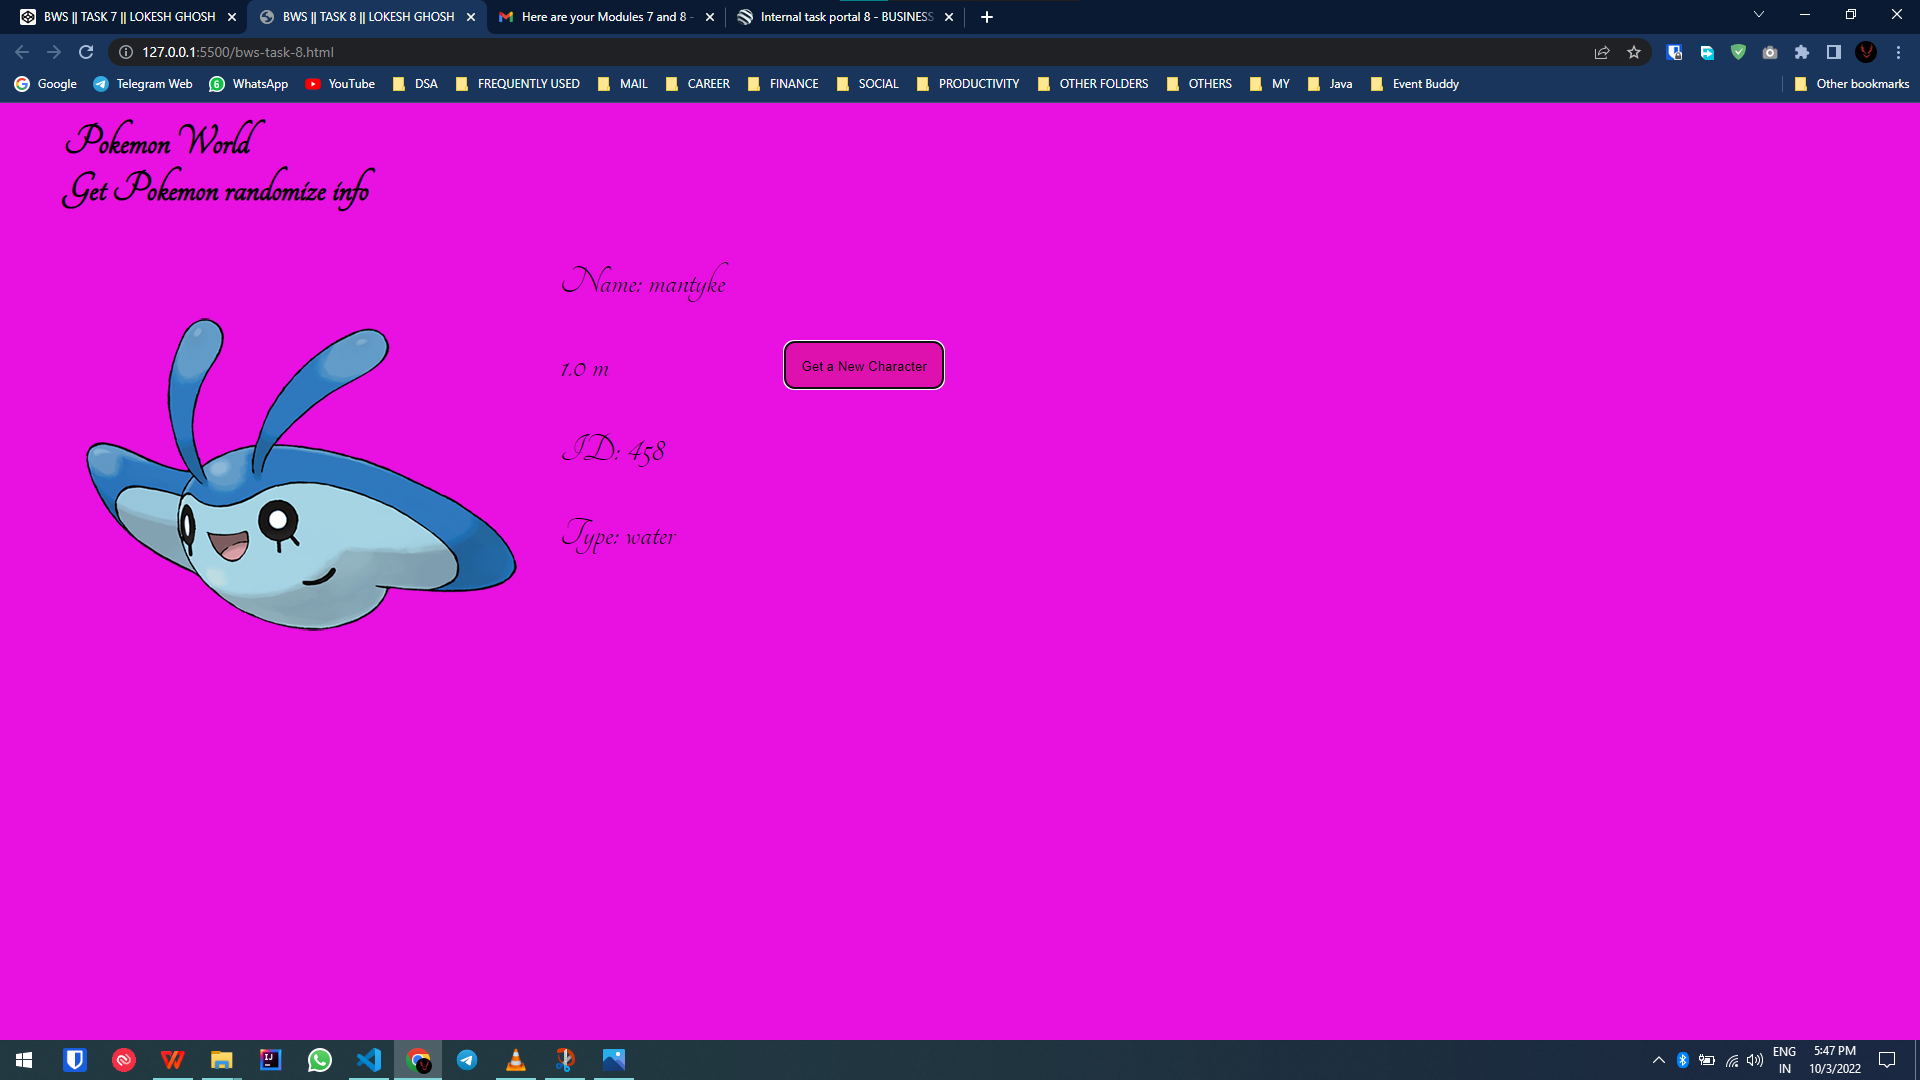 BWS || TASK 7 || LOKESH GHOSH
BWS || TASK 8 || LOKESH GHOSH
Here are your Modules 7 and 8 -
Internal task portal 8 - BUSINESS
127.0.0.1:5500/bws-task-8.html
Google
Telegram Web
6
WhatsApp
YouTube
DSA
FREQUENTLY USED
MAIL
CAREER
FINANCE
SOCIAL
PRODUCTIVITY
OTHER FOLDERS
OTHERS
MY
Java
Event Buddy
Other bookmarks
Pokemon World
Get Pokemon randomize info
Name: mantyke
1.0 m
Get a New Character
ID: 458
Type: water
IJ
ENG
IN
5:47 PM
10/3/2022